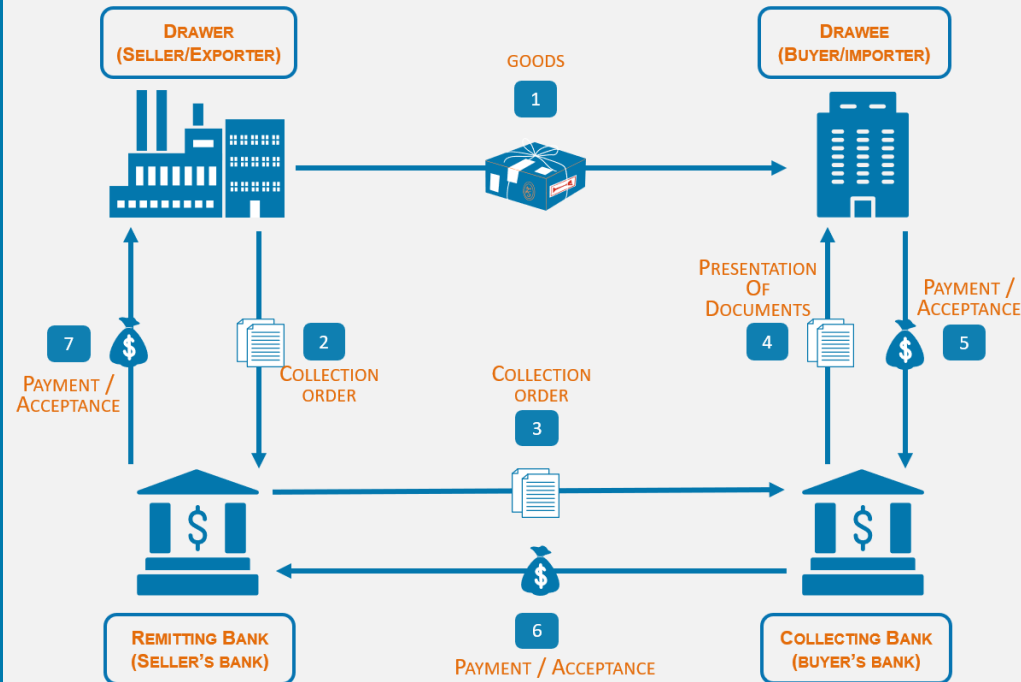 DRAWER
(SELLER/EXPORTER)
DRAWEE
(BUYER/IMPORTER)
GOODS
1
PRESENTATION
OF
DOCUMENTS
4
PAYMENT /
ACCEPTANCE
5
7
PAYMENT /
ACCEPTANCE
2
COLLECTION
ORDER
COLLECTION
ORDER
3
$
$
$
$
$
6
PAYMENT / ACCEPTANCE
REMITTING BANK
(SELLER'S BANK)
COLLECTING BANK
(BUYER'S BANK)